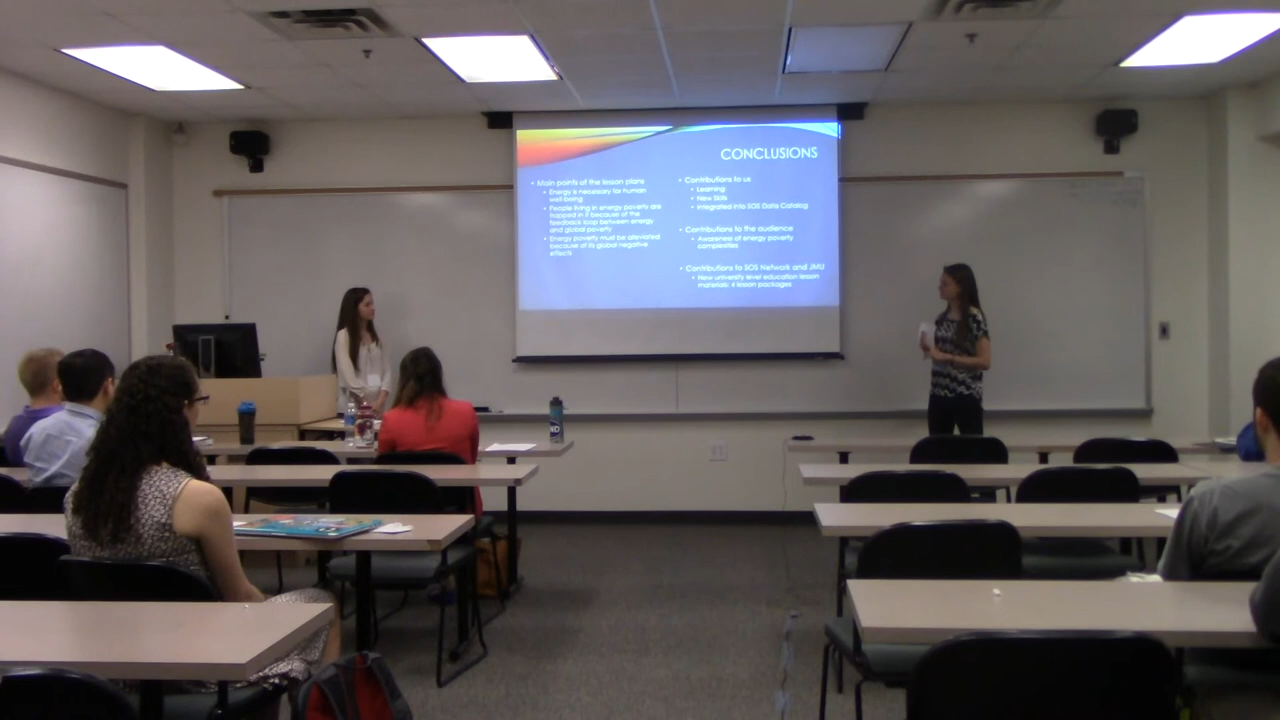 CONCLUSIONS
• Main points of the lesson plans
• Energy is necessary for human
well-being
• People living in energy poverty are
trapped in it because of the
feedback loop between energy
and global poverty
• Energy poverty must be alleviated
because of its global negative
effects
• Contributions to us
• Learning
• New Skills
• Integrated into SOS Data Catalog
• Contributions to the audience
• Awareness of energy poverty
complexities
• Contributions to SOS Network and JMU
• New university level education lesson
materials: 4 lesson packages